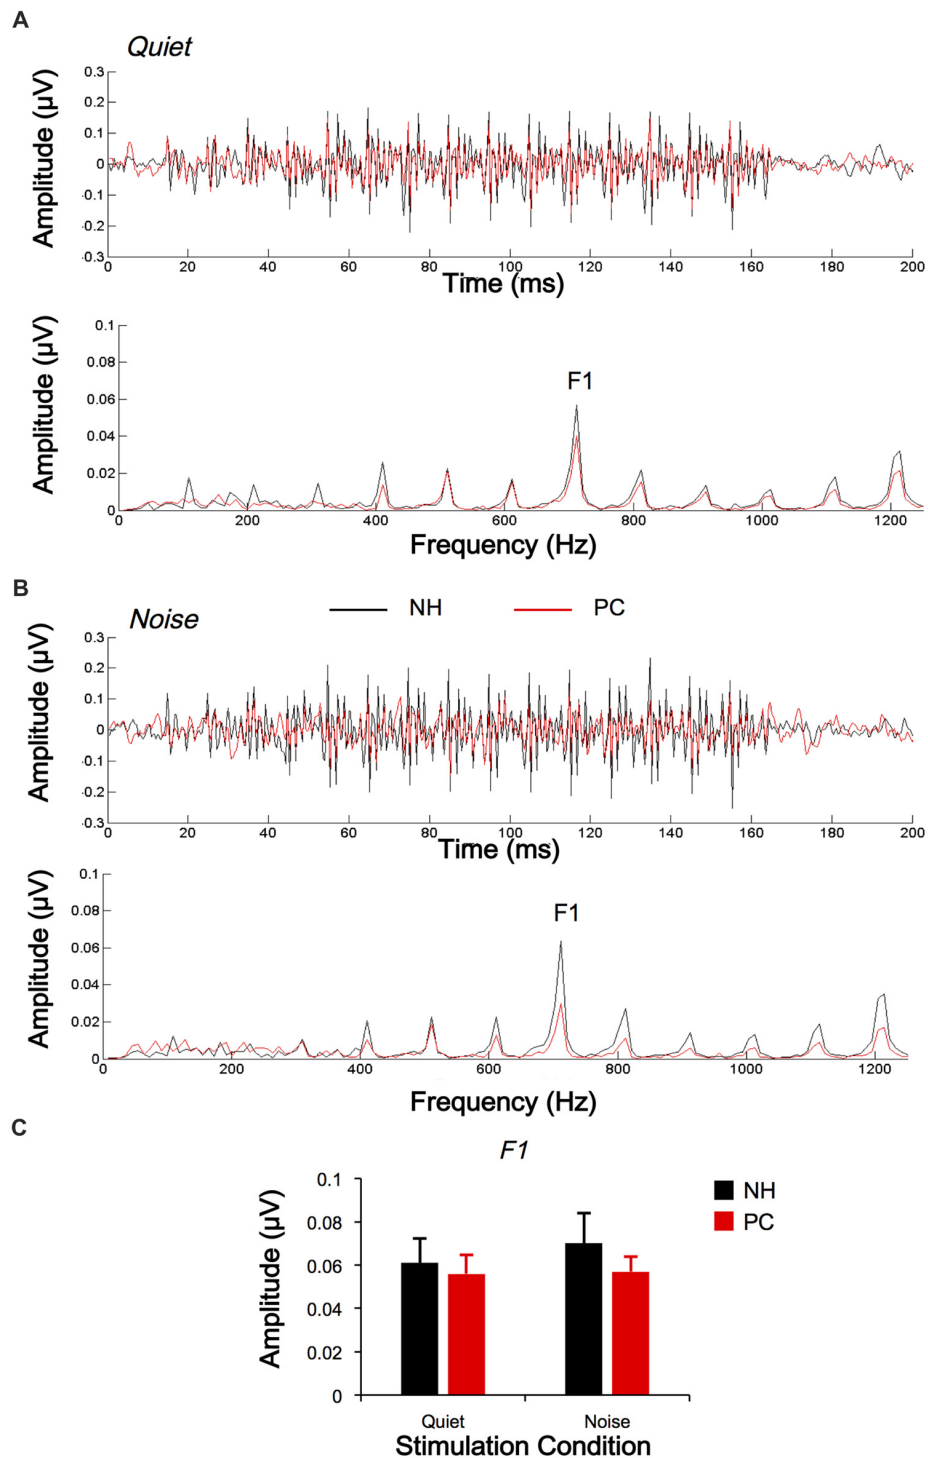 A
Quiet
Amplitude (µV)
0.3
0.2
0.1
0
-0.1
-0.2
-0.3
0 20 40 60 80 100 120 140 160 180 200
Time (ms)
Amplitude (µV)
0.1
0.08
0.06
0.04
0.02
0
F1
0 200 400 600 800 1000 1200
Frequency (Hz)
B
Noise
NH PC
Amplitude (µV)
0.3
0.2
0.1
0
-0.1
-0.2
-0.3
0 20 40 60 80 100 120 140 160 180 200
Time (ms)
Amplitude (µV)
0.1
0.08
0.06
0.04
0.02
0
F1
0 200 400 600 800 1000 1200
Frequency (Hz)
C
F1
Amplitude (µV)
0.1
0.08
0.06
0.04
0.02
0
NH
PC
Quiet Noise
Stimulation Condition